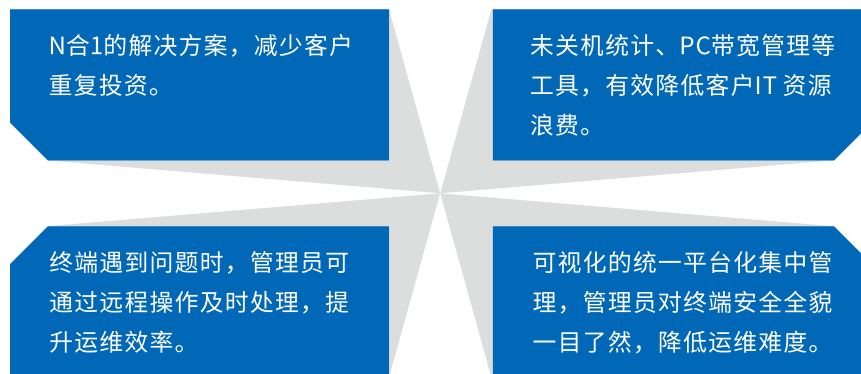 N合1的解决方案，减少客户
重复投资。
未关机统计、PC带宽管理等
工具，有效降低客户IT 资源
浪费。
终端遇到问题时，管理员可
通过远程操作及时处理，提
升运维效率。
可视化的统一平台化集中管
理，管理员对终端安全全貌
一目了然，降低运维难度。